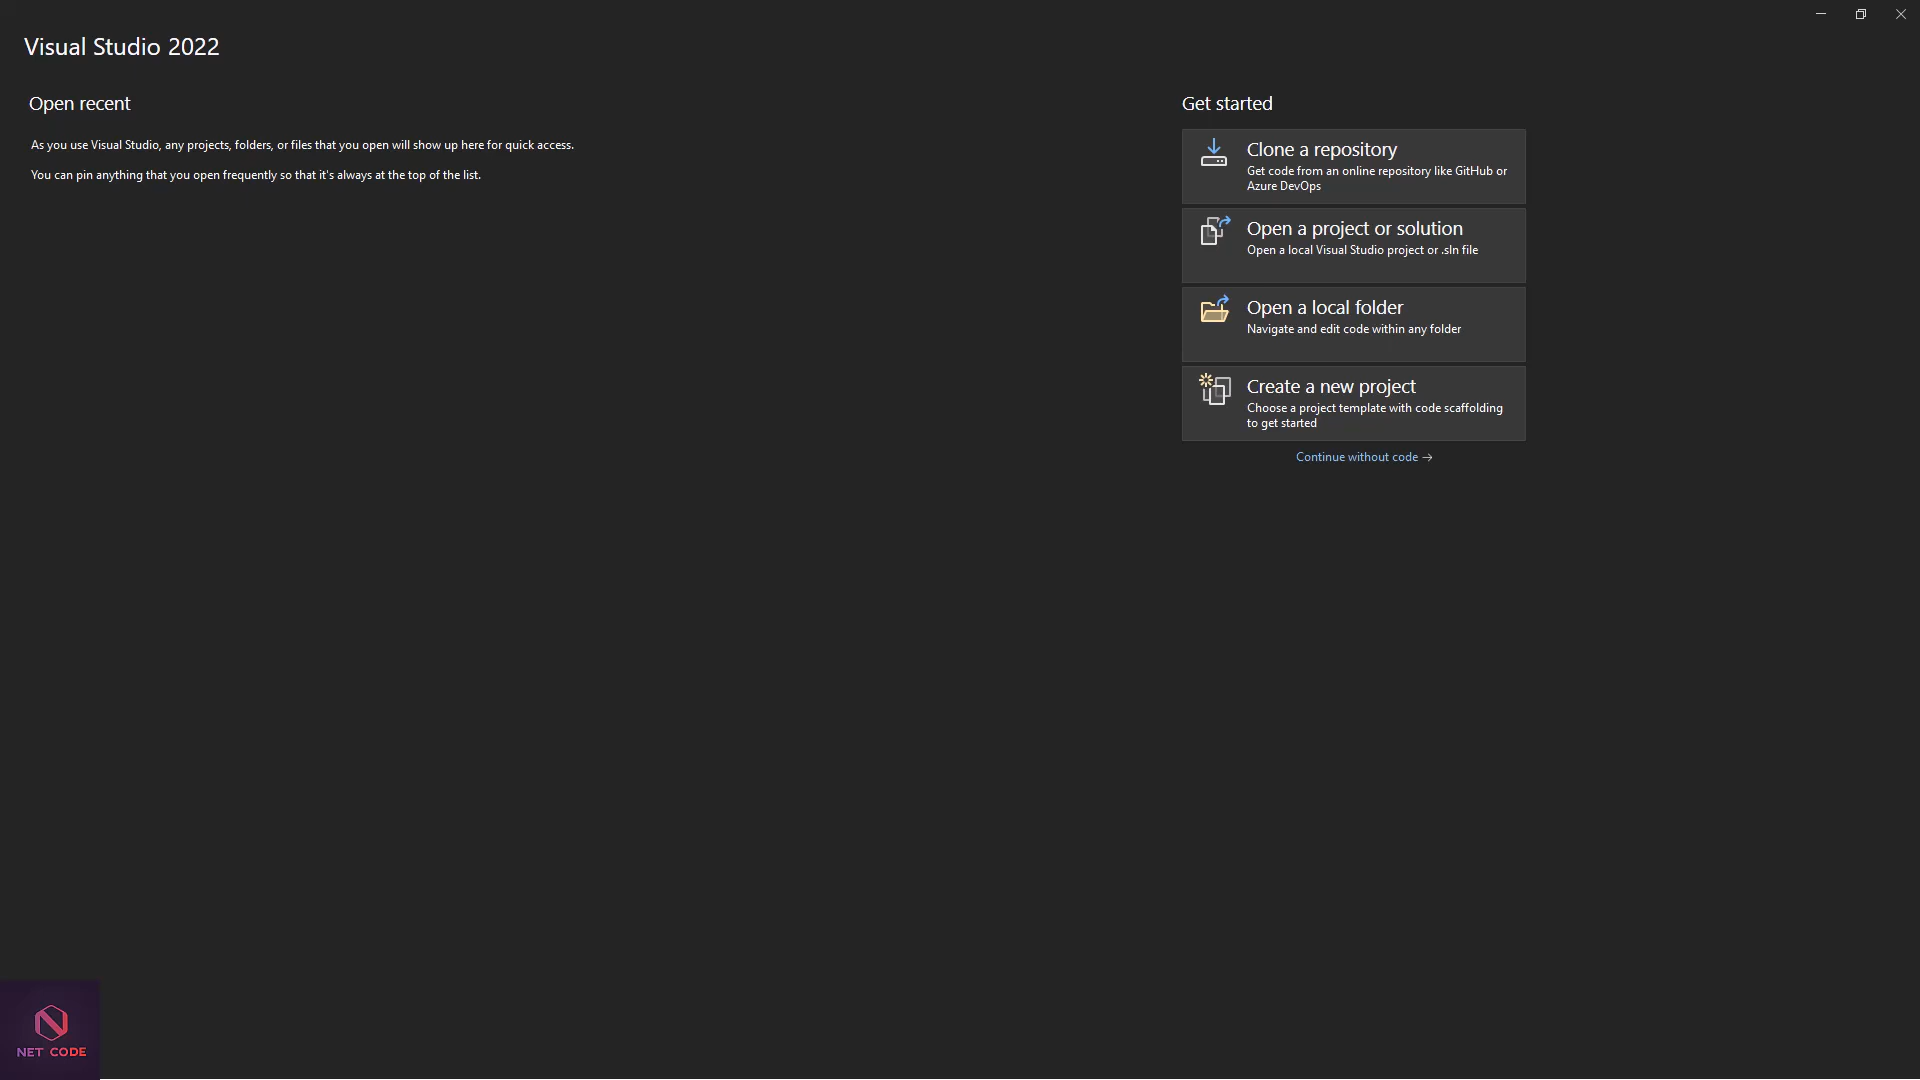 Visual Studio 2022
Open recent
As you use Visual Studio, any projects, folders, or files that you open will show up here for quick access.
You can pin anything that you open frequently so that it's always at the top of the list.
Get started
Clone a repository
Get code from an online repository like GitHub or
Azure DevOps
Open a project or solution
Open a local Visual Studio project or .sln file
Open a local folder
Navigate and edit code within any folder
Create a new project
Choose a project template with code scaffolding
to get started
Continue without code →
NET CODE